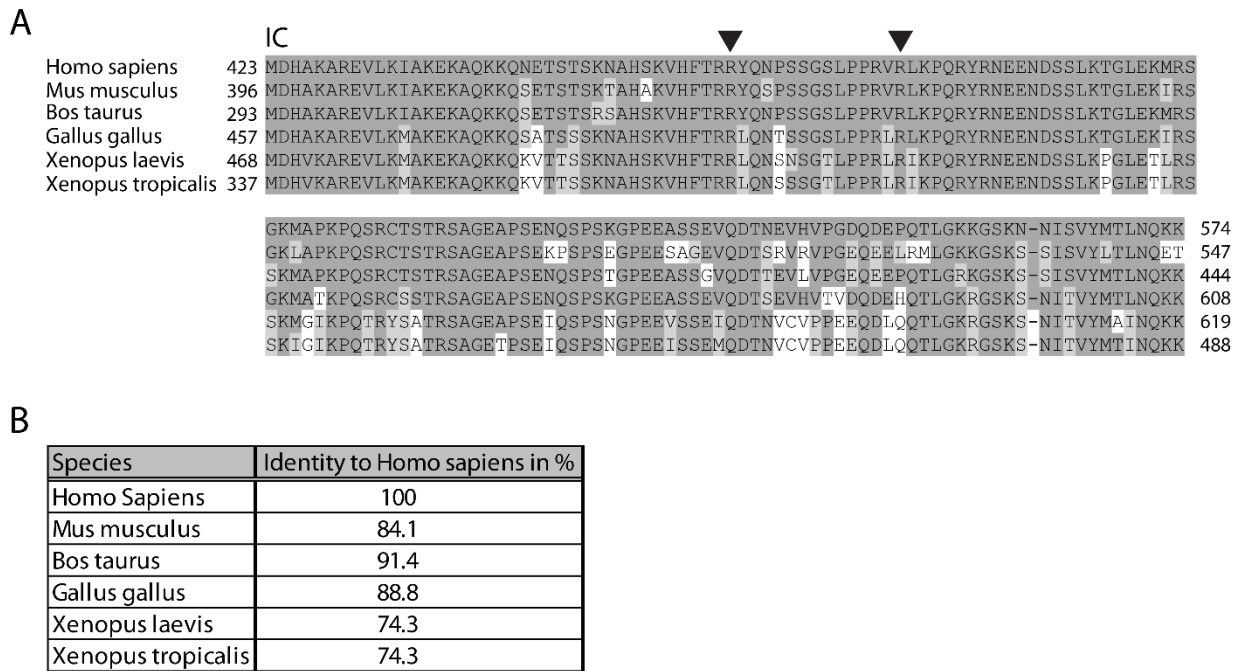 A
IC
Homo sapiens 423 MDHAKAREVLKIAKEKAQKKQNETSTSKNAHSKVHFTRRYQNPSSGSLPPRVRLKPQRYRNEENDSSLKTGLEKMRS
Mus musculus 396 MDHAKAREVLKIAKEKAQKKQSETSTSKTAHAKVHFTRRYQSPSSGSLPPRVRLKPQRYRNEENDSSLKTGLEKIRS
Bos taurus 293 MDHAKAREVLKIAKEKAQKKQSETSTSRSAHSKVHFTRRYQNPSSGSLPPRVRLKPQRYRNEENDSSLKTGLEKMRS
Gallus gallus 457 MDHAKAREVLKMAKEKAQKKQSATSSSKNAHSKVHFTRRLQNTSSGSLPPRLRLKPQRYRNEENDSSLKTGLEKIRS
Xenopus laevis 468 MDHVKAREVLKMAKEKAQKKQKVTTSSKNAHSKVHFTRRLQNSNSGTLPPRLRIKPQRYRNEENDSSLKPGLETLRS
Xenopus tropicalis 337 MDHVKAREVLKMAKEKAQKKQKVTTSSKNAHSKVHFTRRLQNSSSGTLPPRLRIKPQRYRNEENDSSLKPGLETLRS
GKMAPKPQSRCTSTRSAGEAPSENQSPSKGPEEASSEVQDTNEVHVPGDQDEPQTLGKKGSKN-NISVYMTLNQKK 574
GKLAPKPQSRCTSTRSAGEAPSEKPSPSEGPEESAGEVQDTSRVRVPGEQEELRMLGKKGSKS-SISVYLTLNQET 547
SKMAPKPQSRCTSTRSAGEAPSENQSPSTGPEEASSGVQDTTEVLVPGEQEEPQTLGRKGSKS-SISVYMTLNQKK 444
GKMATKPQSRCSSTRSAGEAPSENQSPSKGPEEASSEVQDTSEVHVTVDQDEHQTLGKRGSKS-NITVYMTLNQKK 608
SKMGIKPQTRYSATRSAGEAPSEIQSPSNGPEEVSSEIQDTNVCVPPEEQDLQQTLGKRGSKS-NITVYMAINQKK 619
SKIGIKPQTRYSATRSAGETPSEIQSPSNGPEEISSEMQDTNVCVPPEEQDLQQTLGKRGSKS-NITVYMTINQKK 488
B
Species Identity to Homo sapiens in %
Homo Sapiens 100
Mus musculus 84.1
Bos taurus 91.4
Gallus gallus 88.8
Xenopus laevis 74.3
Xenopus tropicalis 74.3